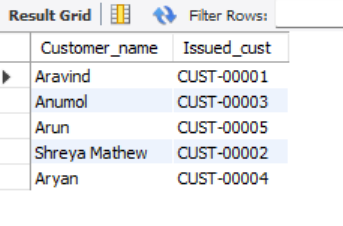 Result Grid Filter Rows:
Customer_name Issued_cust
Aravind CUST-00001
Anumol CUST-00003
Arun CUST-00005
Shreya Mathew CUST-00002
Aryan CUST-00004